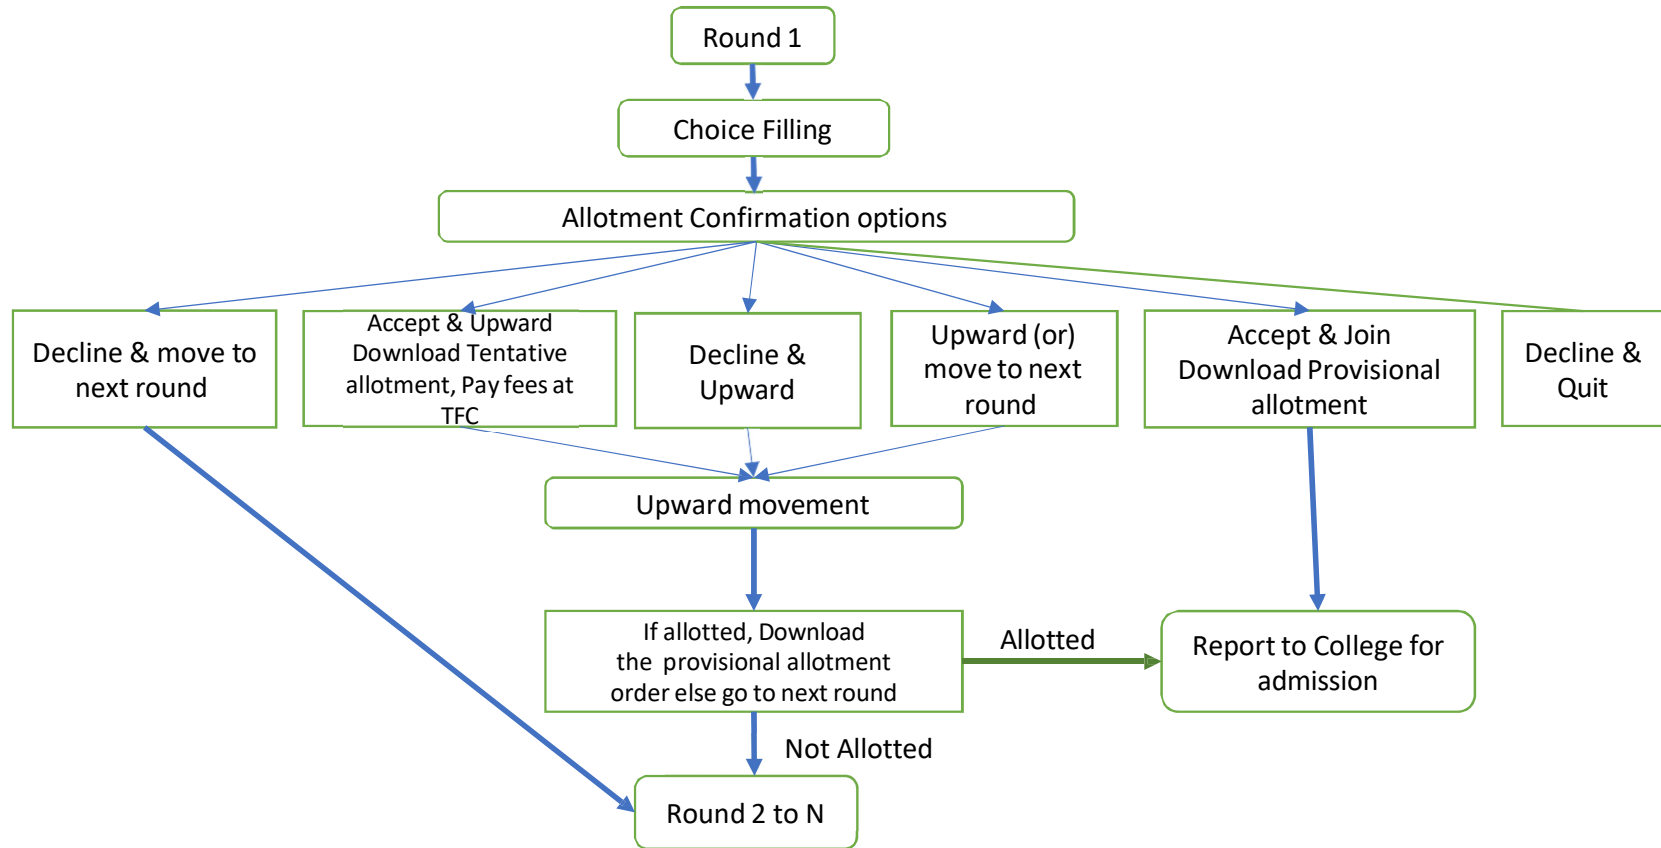 Round 1
Choice Filling
Allotment Confirmation options
Decline & move to
next round
Accept & Upward
Download Tentative
allotment, Pay fees at
TFC
Decline &
Upward
Upward (or)
move to next
round
Accept & Join
Download Provisional
allotment
Decline &
Quit
Upward movement
If allotted, Download
the provisional allotment
order else go to next round
Allotted
Report to College for
admission
Not Allotted
Round 2 to N